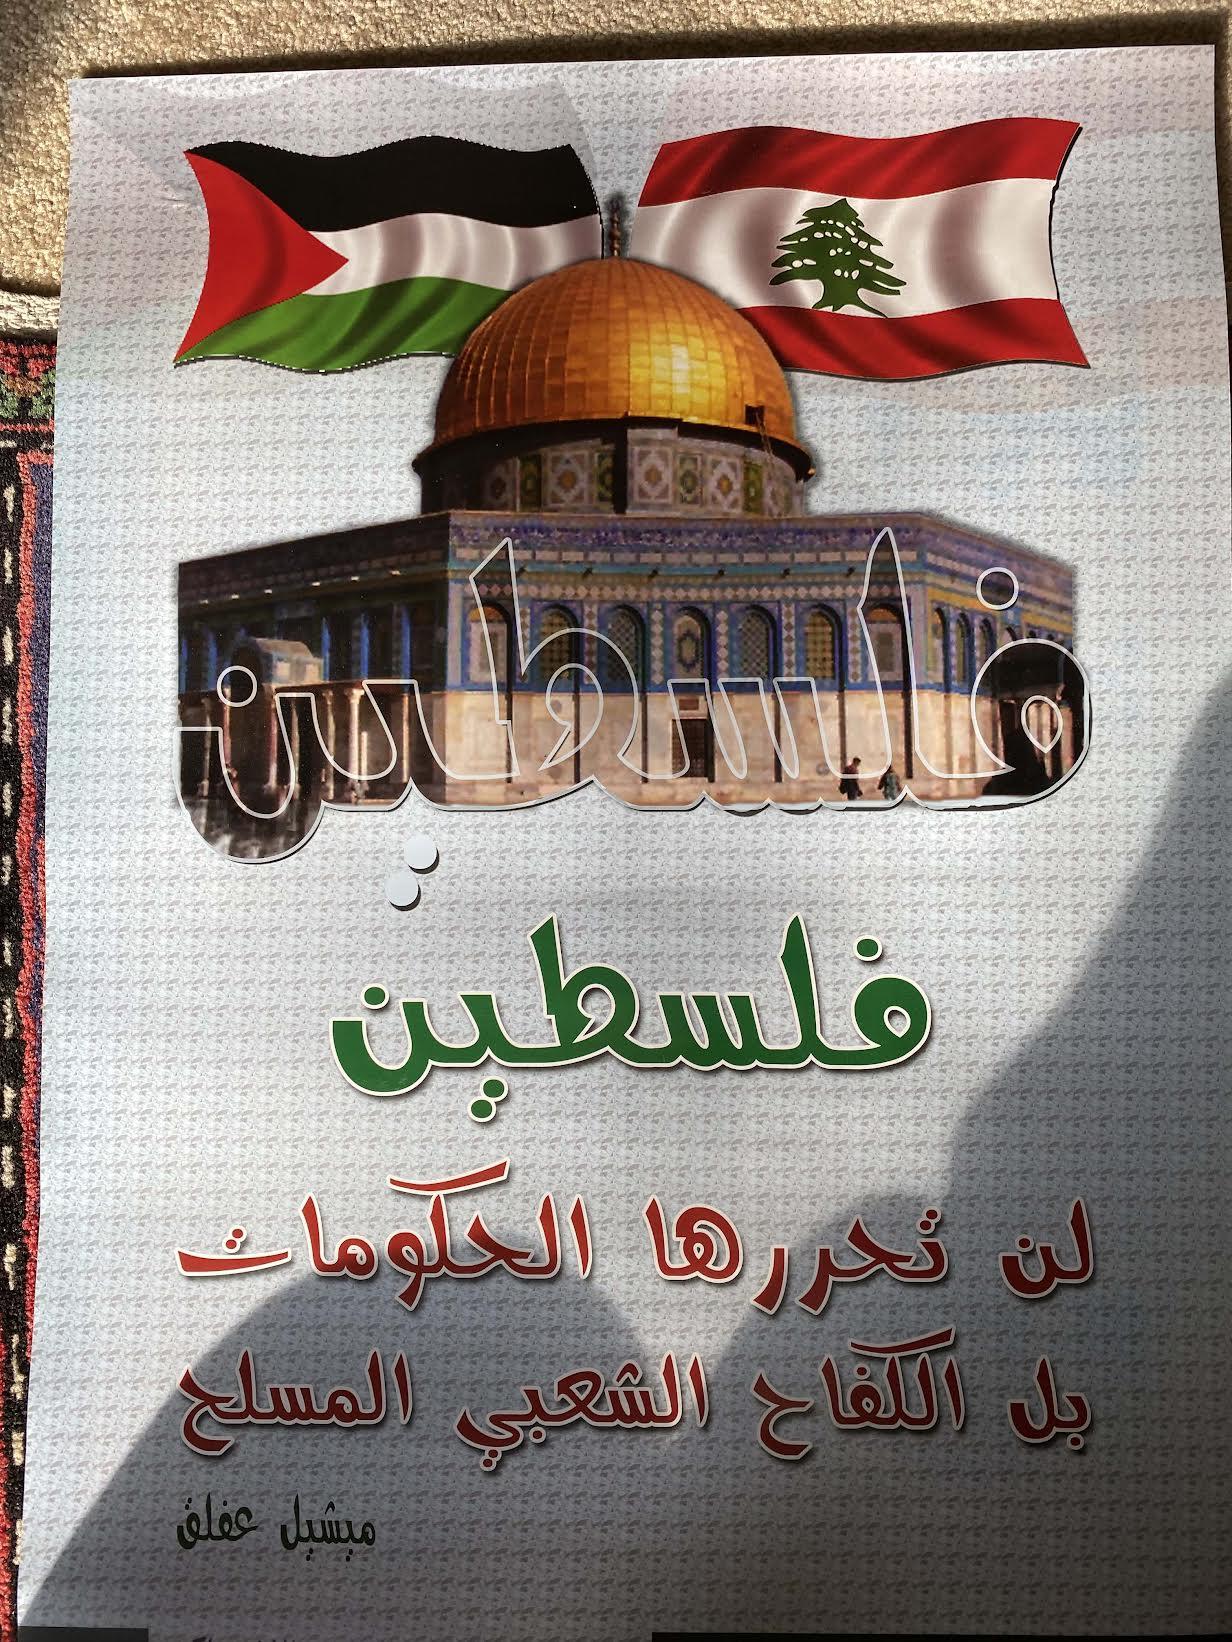 فلسطين
فلسطين
لن تحررها الحكومات
بل الكفاح الشعبي المسلح
ميشيل عفلق